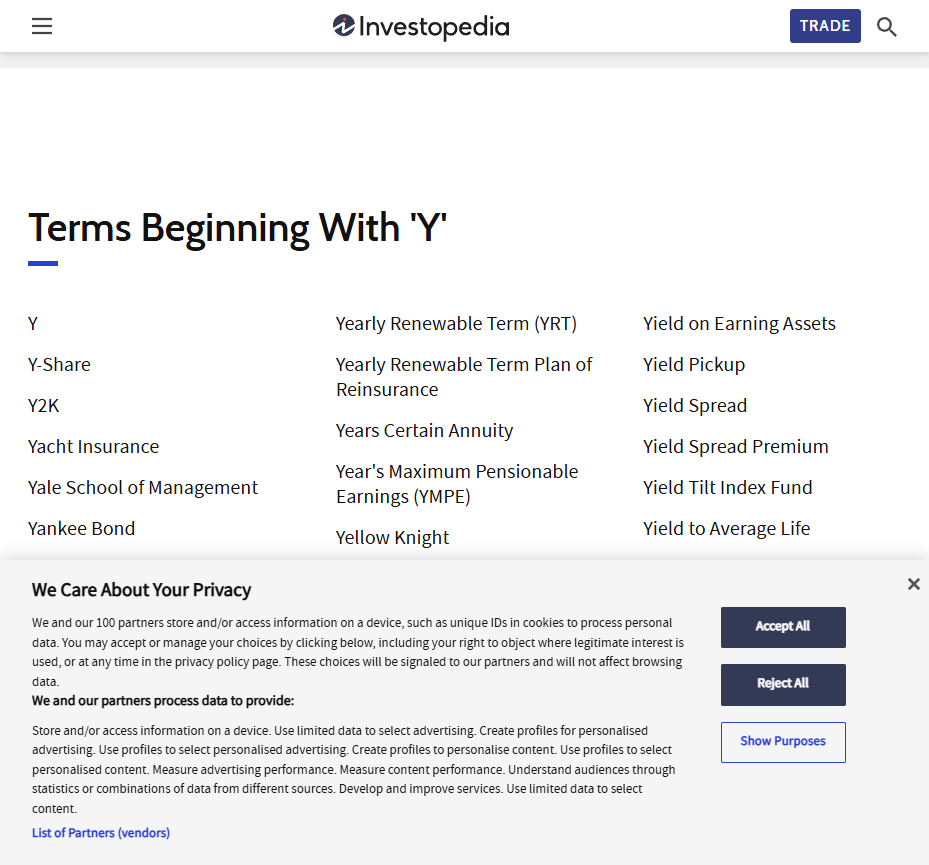 Investopedia
TRADE
Terms Beginning With 'Y'
Y
Y-Share
Y2K
Yacht Insurance
Yale School of Management
Yankee Bond
Yearly Renewable Term (YRT)
Yearly Renewable Term Plan of
Reinsurance
Years Certain Annuity
Year's Maximum Pensionable
Earnings (YMPE)
Yellow Knight
Yield on Earning Assets
Yield Pickup
Yield Spread
Yield Spread Premium
Yield Tilt Index Fund
Yield to Average Life
We Care About Your Privacy
We and our 100 partners store and/or access information on a device, such as unique IDs in cookies to process personal
data. You may accept or manage your choices by clicking below, including your right to object where legitimate interest is
used, or at any time in the privacy policy page. These choices will be signaled to our partners and will not affect browsing
data.
We and our partners process data to provide:
Store and/or access information on a device. Use limited data to select advertising. Create profiles for personalised
advertising. Use profiles to select personalised advertising. Create profiles to personalise content. Use profiles to select
personalised content. Measure advertising performance. Measure content performance. Understand audiences through
statistics or combinations of data from different sources. Develop and improve services. Use limited data to select
content.
List of Partners (vendors)
Accept All
Reject All
Show Purposes